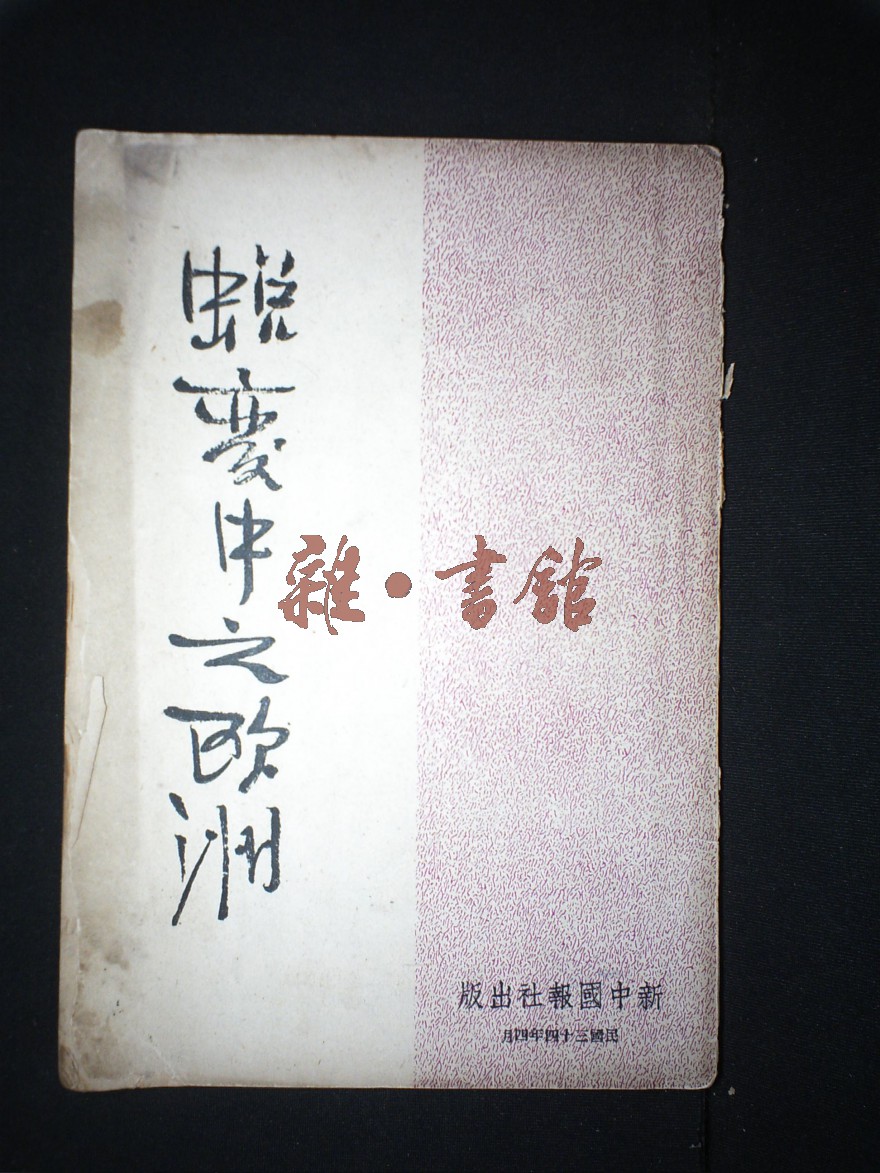 蛻變中之歐洲
雜·書館
新中國報社出版
民國三十四年四月